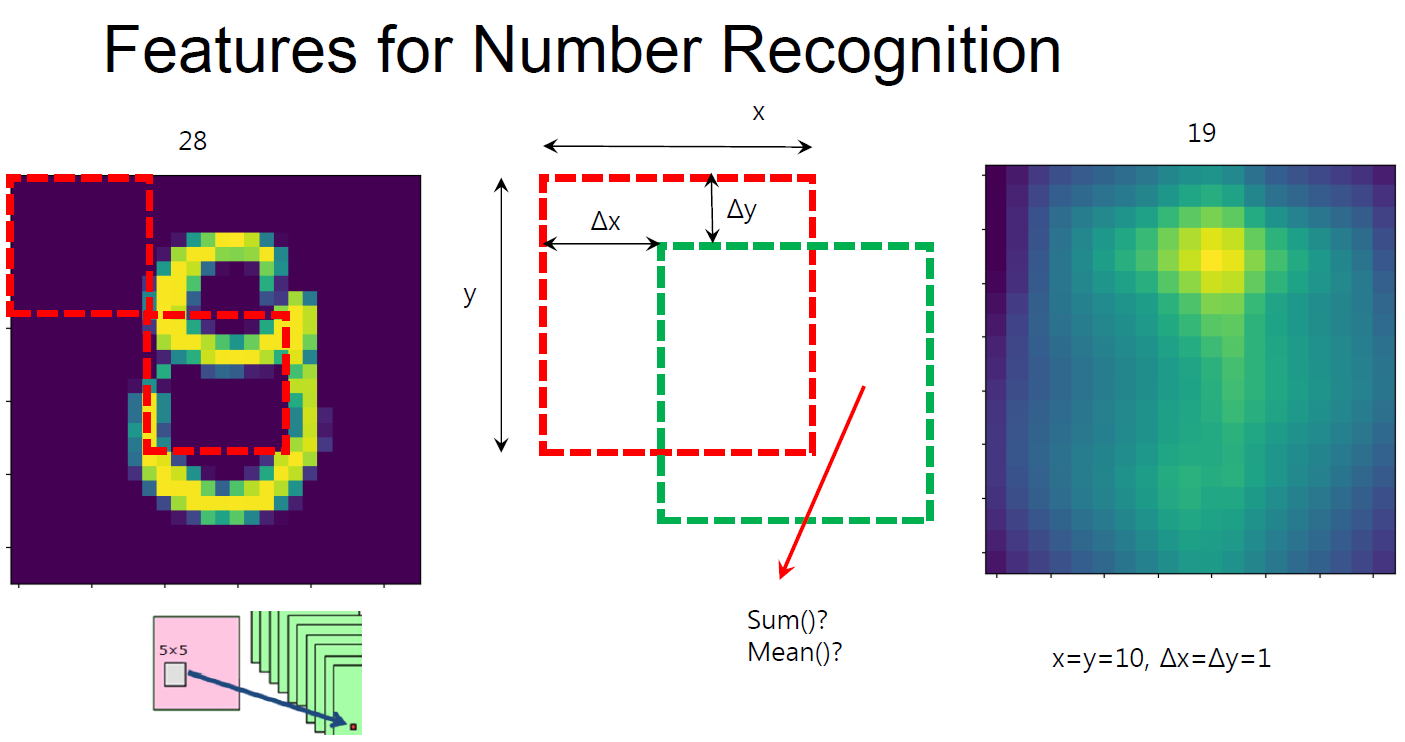 Features for Number Recognition
28
x
19
Δx
Δy
y
5×5
Sum()?
Mean()?
x=y=10, Δx=Δy=1